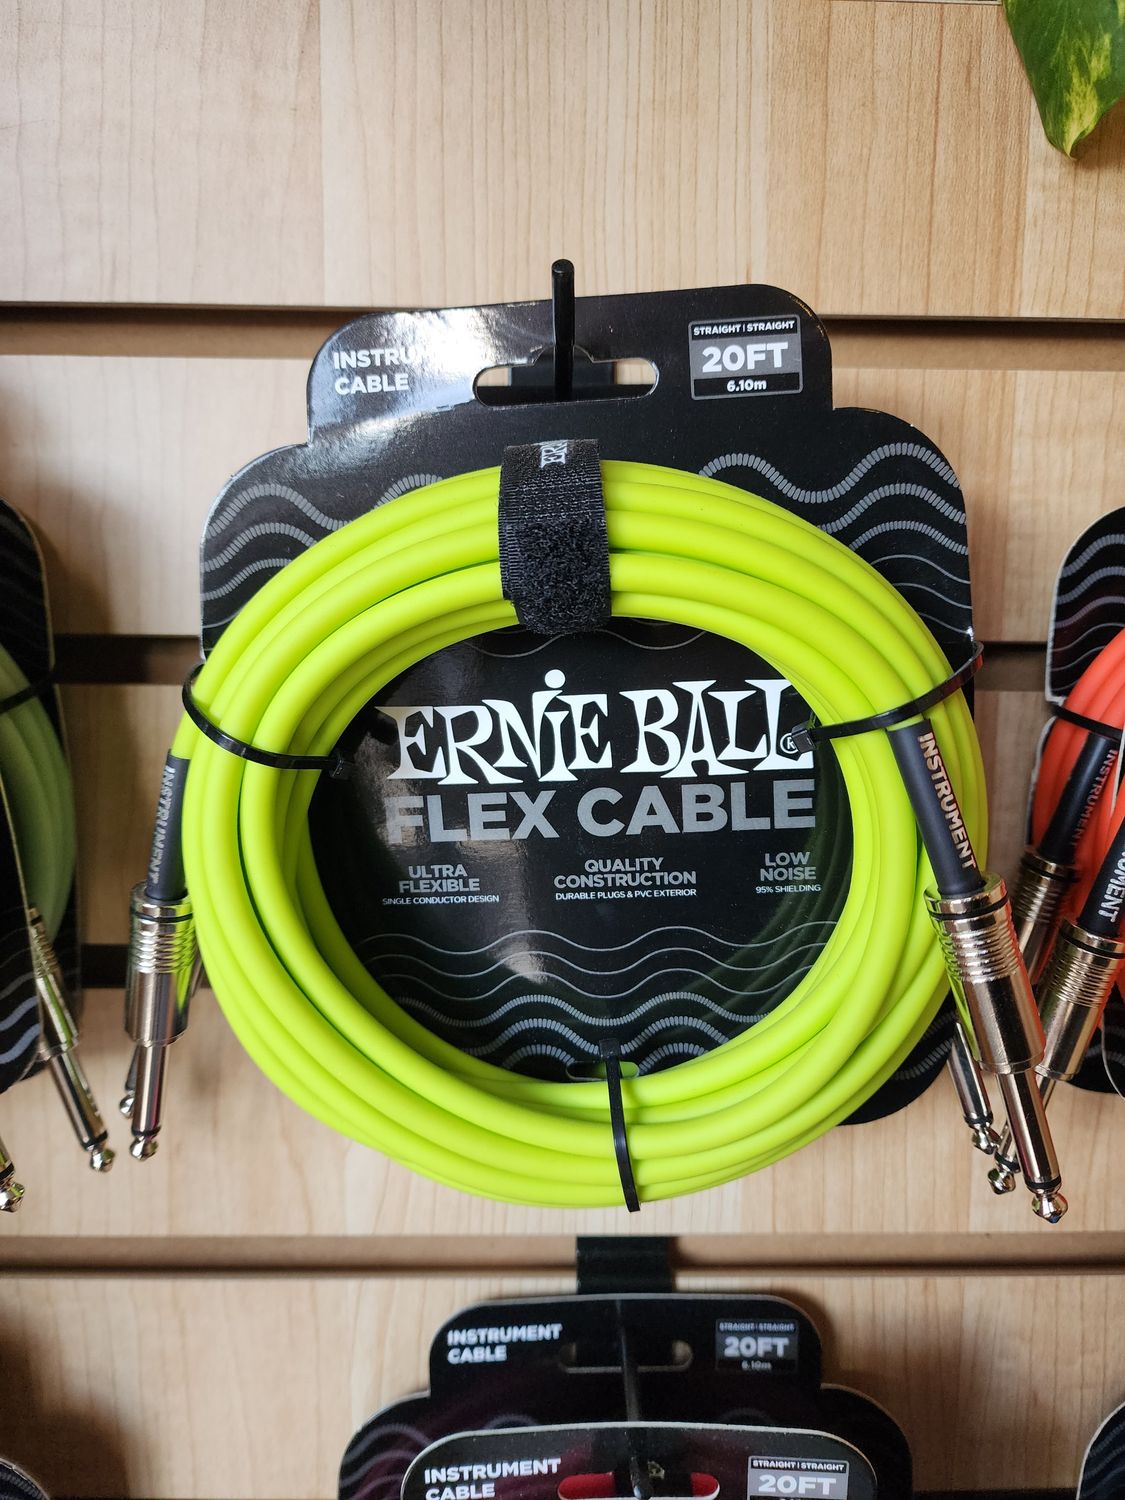 INSTRUMENT
CABLE
STRAIGHT | STRAIGHT
20FT
6.10m
ERNIE BALL®
FLEX CABLE
ULTRA
FLEXIBLE
SINGLE CONDUCTOR DESIGN
QUALITY
CONSTRUCTION
DURABLE PLUGS & PVC EXTERIOR
LOW
NOISE
95% SHIELDING
INSTRUMENT
INSTRUMENT
INSTRUMENT
INSTRUMENT
CABLE
STRAIGHT | STRAIGHT
20FT
6.10m
INSTRUMENT
CABLE
STRAIGHT | STRAIGHT
20FT